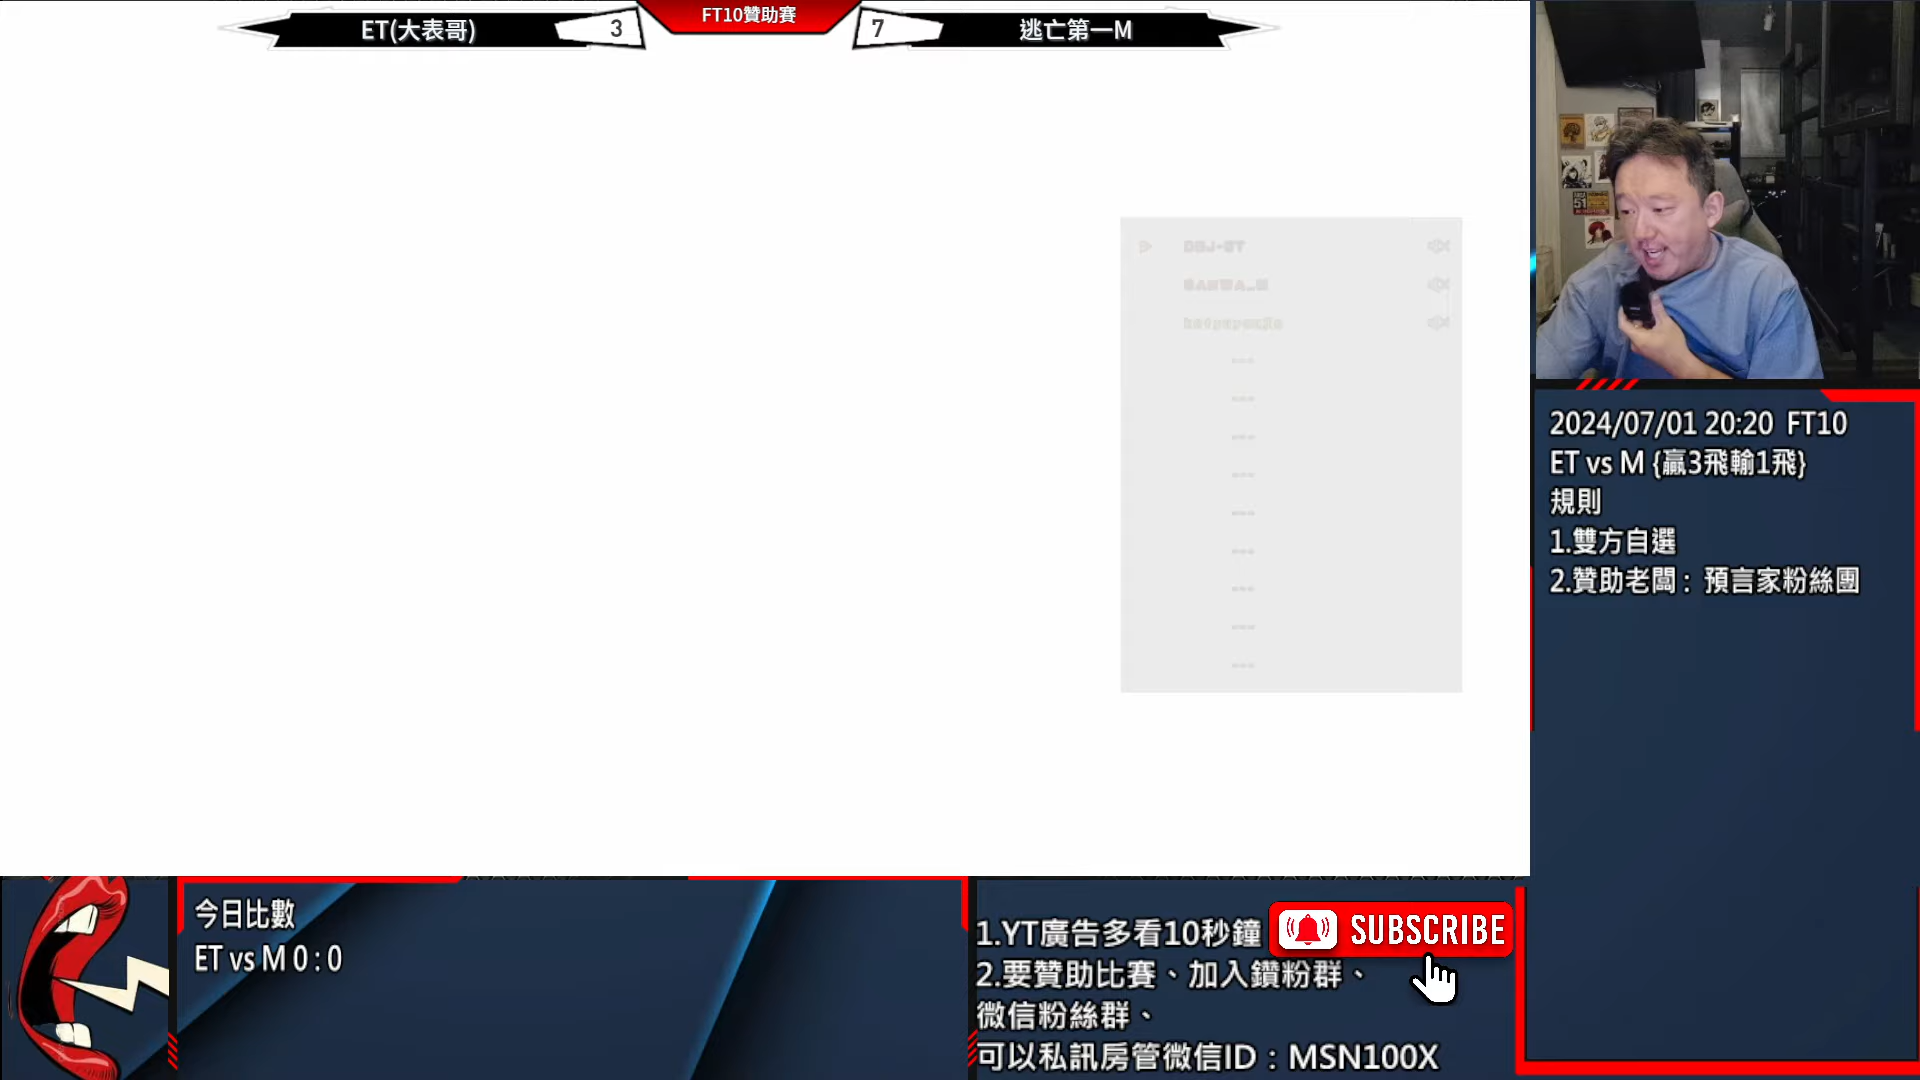 ET(大表哥)
3
FT10贊助賽
7
逃亡第一M
51
2024/07/01 20:20 FT10
ET vs M {贏3飛輸1飛}
規則
1.雙方自選
2.贊助老闆：預言家粉絲團
今日比數
ET vs M 0 : 0
1.YT廣告多看10秒鐘
SUBSCRIBE
2.要贊助比賽、加入鑽粉群、
微信粉絲群、
可以私訊房管微信ID：MSN100X